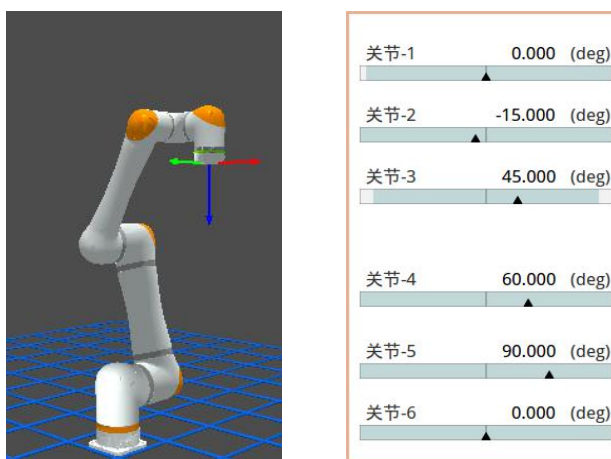 关节-1 0.000 (deg)
关节-2 -15.000 (deg)
关节-3 45.000 (deg)
关节-4 60.000 (deg)
关节-5 90.000 (deg)
关节-6 0.000 (deg)